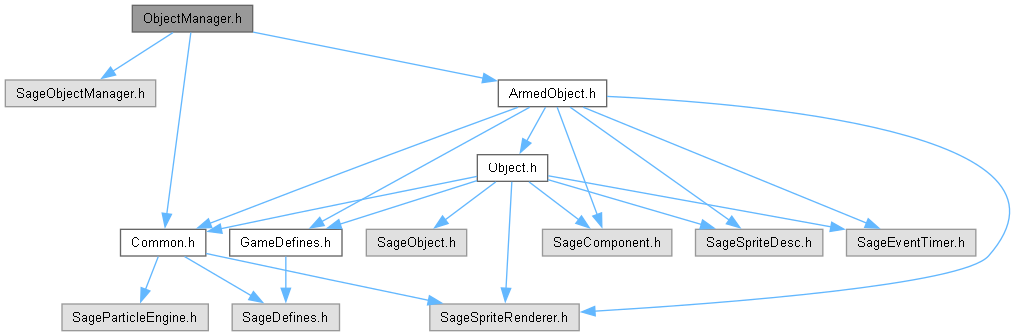 ObjectManager.h
SageObjectManager.h
ArmedObject.h
Object.h
Common.h
GameDefines.h
SageObject.h
SageComponent.h
SageSpriteDesc.h
SageEventTimer.h
SageParticleEngine.h
SageDefines.h
SageSpriteRenderer.h